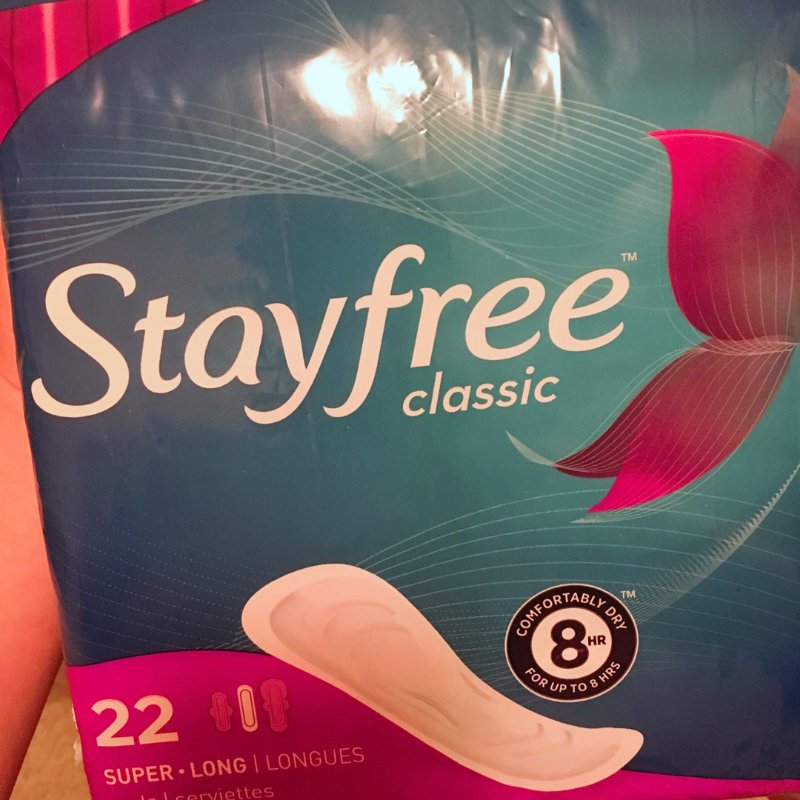 Stayfree™
classic
COMFORTABLY DRY™
8HR
FOR UP TO 8 HRS
22
SUPER • LONG | LONGUES
| serviettes